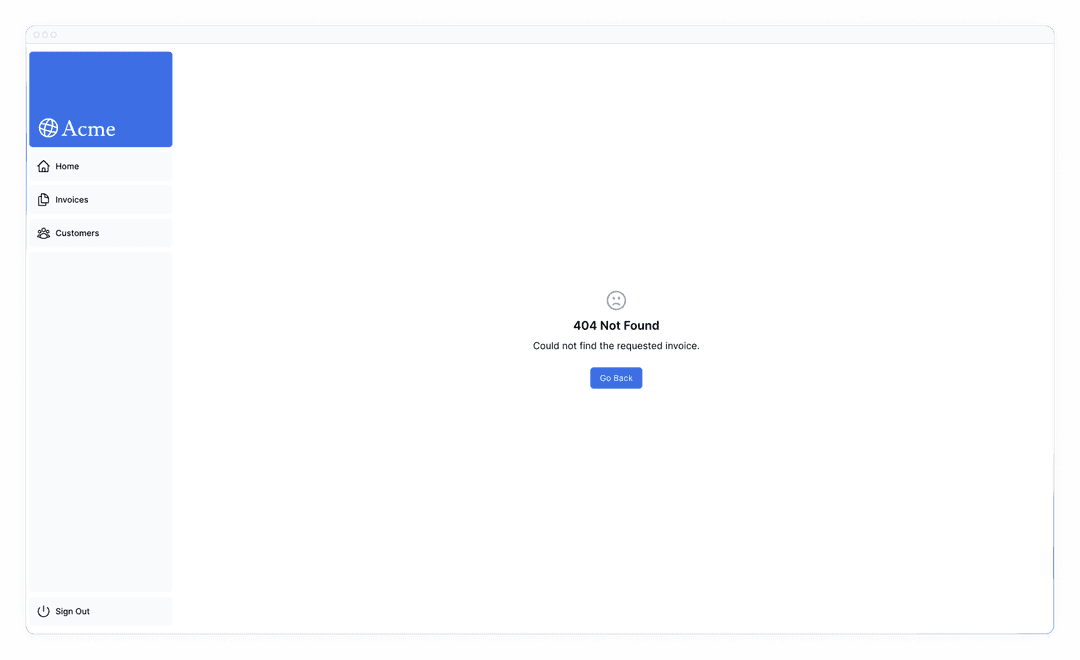 Acme
Home
Invoices
Customers
404 Not Found
Could not find the requested invoice.
Go Back
Sign Out